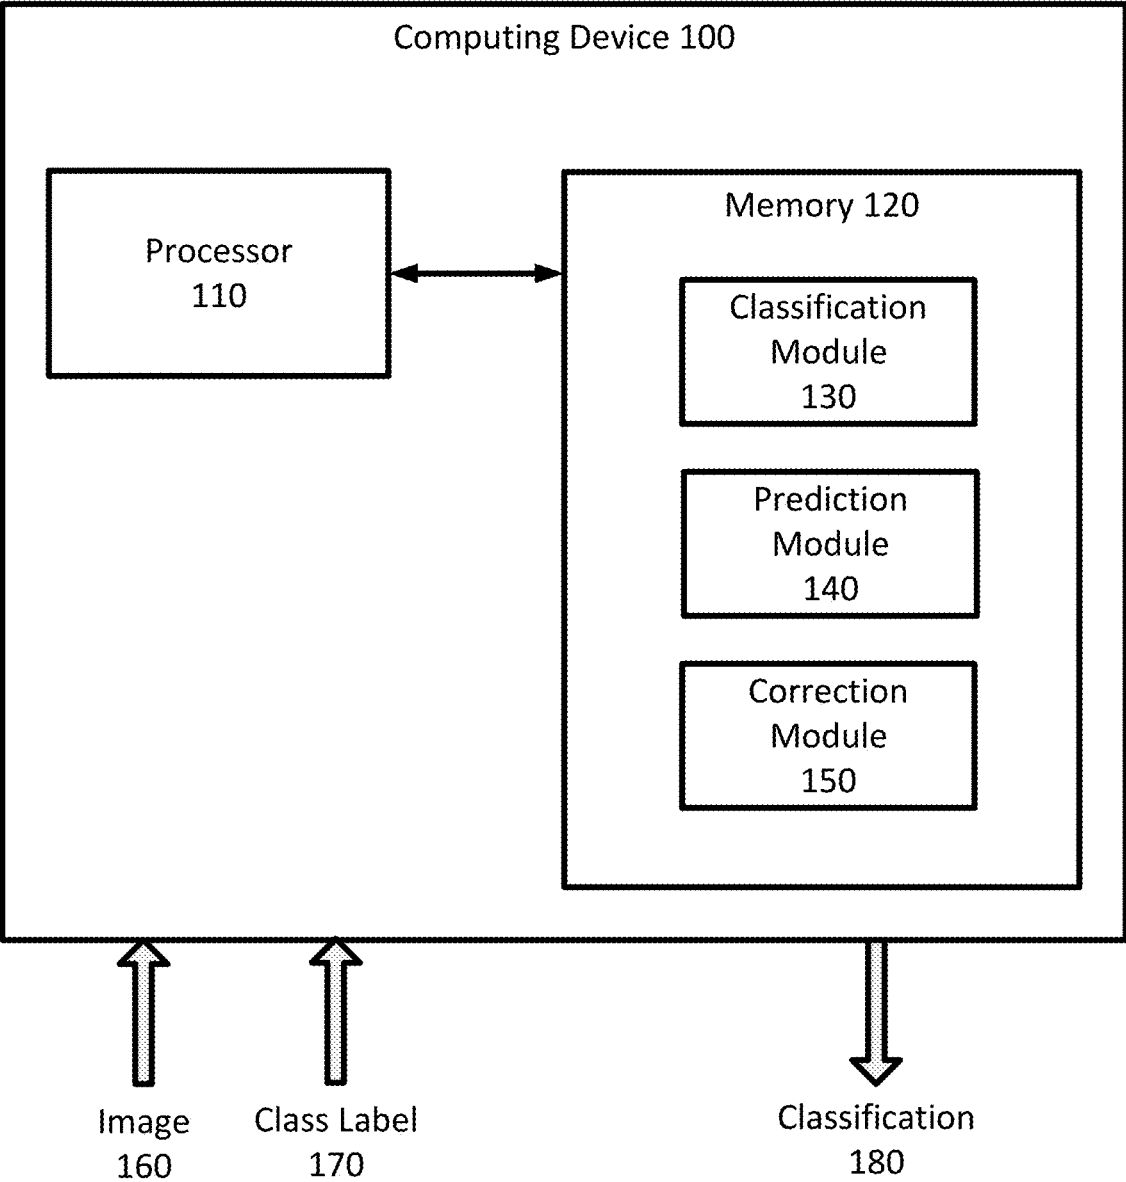 Computing Device 100
Processor
110
Memory 120
Classification
Module
130
Prediction
Module
140
Correction
Module
150
Image
160
Class Label
170
Classification
180